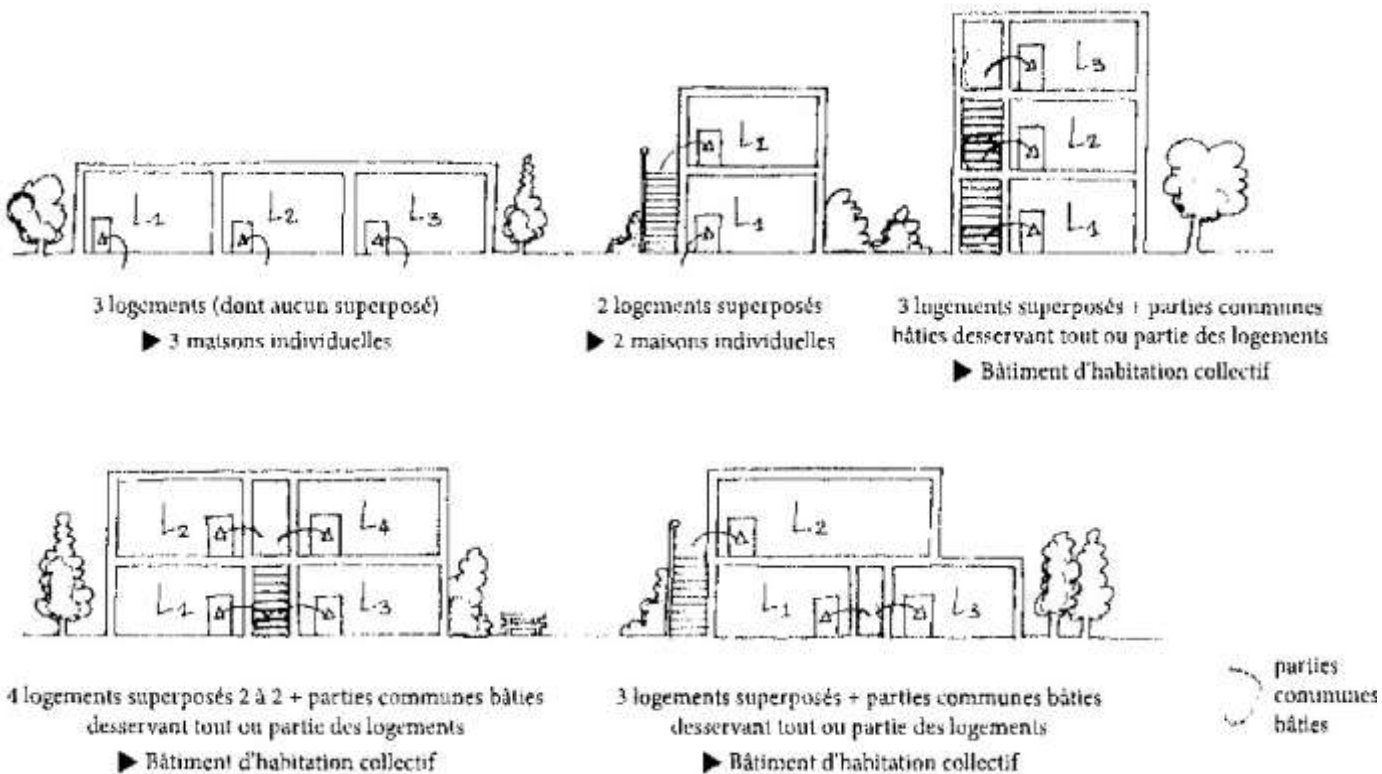 L1
L2
L3
3 logements (dont aucun superposé)
▶ 3 maisons individuelles
L2
L1
2 logements superposés
▶ 2 maisons individuelles
L3
L2
L1
3 logements superposés + parties communes
bâties desservant tout ou partie des logements
▶ Bâtiment d'habitation collectif
L2
L4
L1
L3
4 logements superposés 2 à 2 + parties communes bâties
desservant tout ou partie des logements
▶ Bâtiment d'habitation collectif
L2
L1
L3
3 logements superposés + parties communes bâties
desservant tout ou partie des logements
▶ Bâtiment d'habitation collectif
parties
communes
bâties